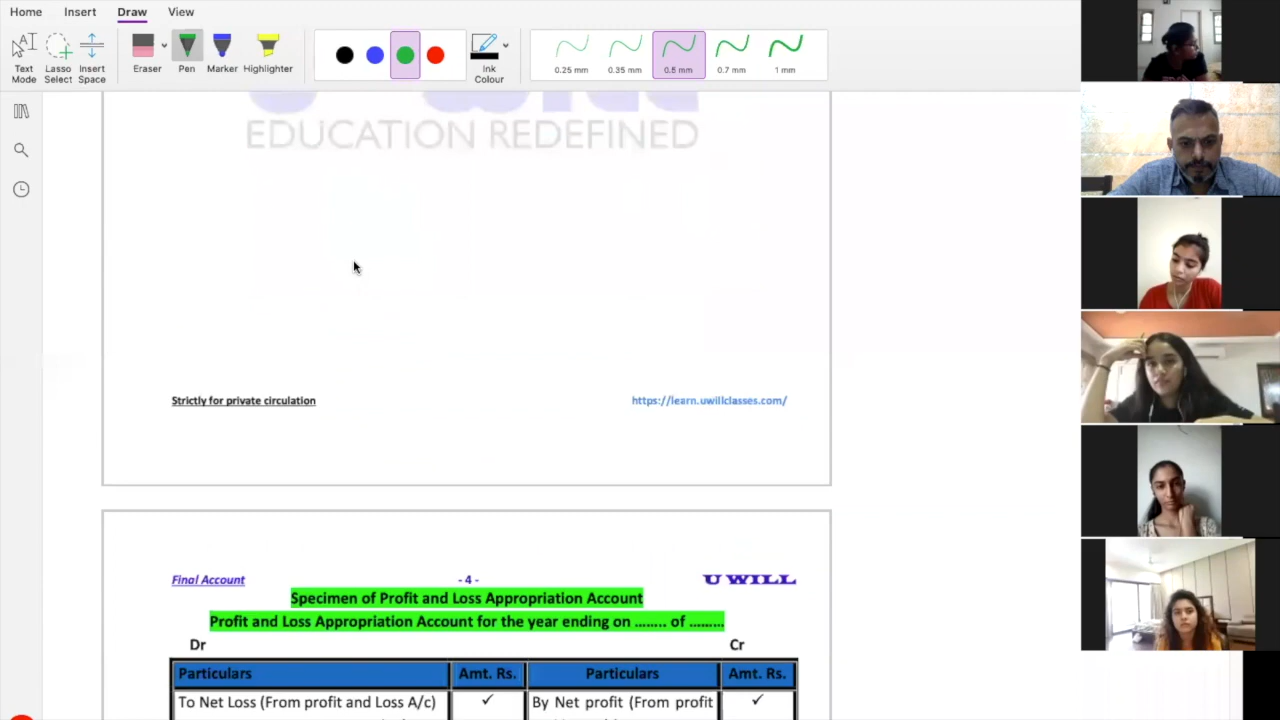 Home Insert Draw View
Text Mode
Lasso Select
Insert Space
Eraser
Pen
Marker
Highlighter
Ink Colour
0.25 mm
0.35 mm
0.5 mm
0.7 mm
1 mm
EDUCATION REDEFINED
Strictly for private circulation https://learn.uwillclasses.com/
Final Account - 4 - U WILL
Specimen of Profit and Loss Appropriation Account
Profit and Loss Appropriation Account for the year ending on …….. of ………
Dr Cr
Particulars Amt. Rs. Particulars Amt. Rs.
To Net Loss (From profit and Loss A/c) ✓ By Net profit (From profit ✓